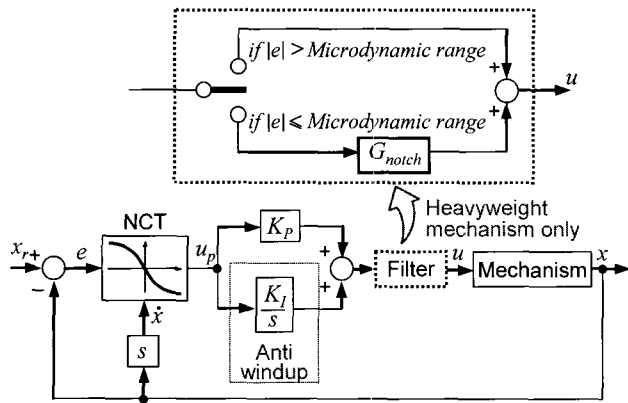 if |e| > Microdynamic range
+
+
u
if |e| ⩽ Microdynamic range
G_notch
Heavyweight
mechanism only
NCT
x_r +
−
e
u_p
K_P
+
+
Filter
u
Mechanism
x
ẋ
K_I
s
Anti
windup
s